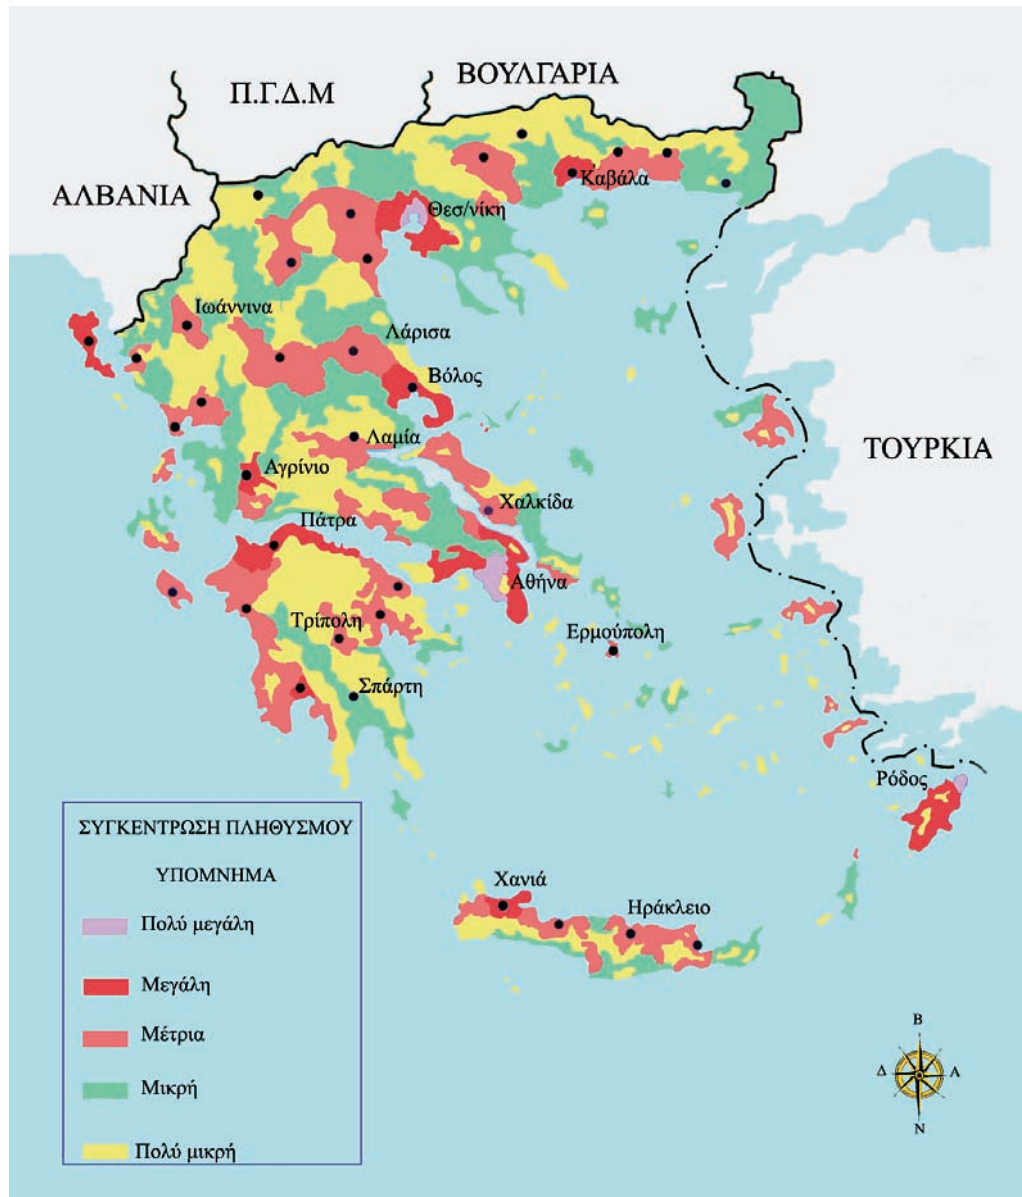 ΒΟΥΛΓΑΡΙΑ
Π.Γ.Δ.Μ
ΑΛΒΑΝΙΑ
Καβάλα
Θεσ/νίκη
Ιωάννινα
Λάρισα
Βόλος
Λαμία
ΤΟΥΡΚΙΑ
Αγρίνιο
Χαλκίδα
Πάτρα
Αθήνα
Τρίπολη
Ερμούπολη
Σπάρτη
Ρόδος
Χανιά
Ηράκλειο
ΣΥΓΚΕΝΤΡΩΣΗ ΠΛΗΘΥΣΜΟΥ
ΥΠΟΜΝΗΜΑ
Πολύ μεγάλη
Μεγάλη
Μέτρια
Μικρή
Πολύ μικρή
Β
Δ
Α
Ν